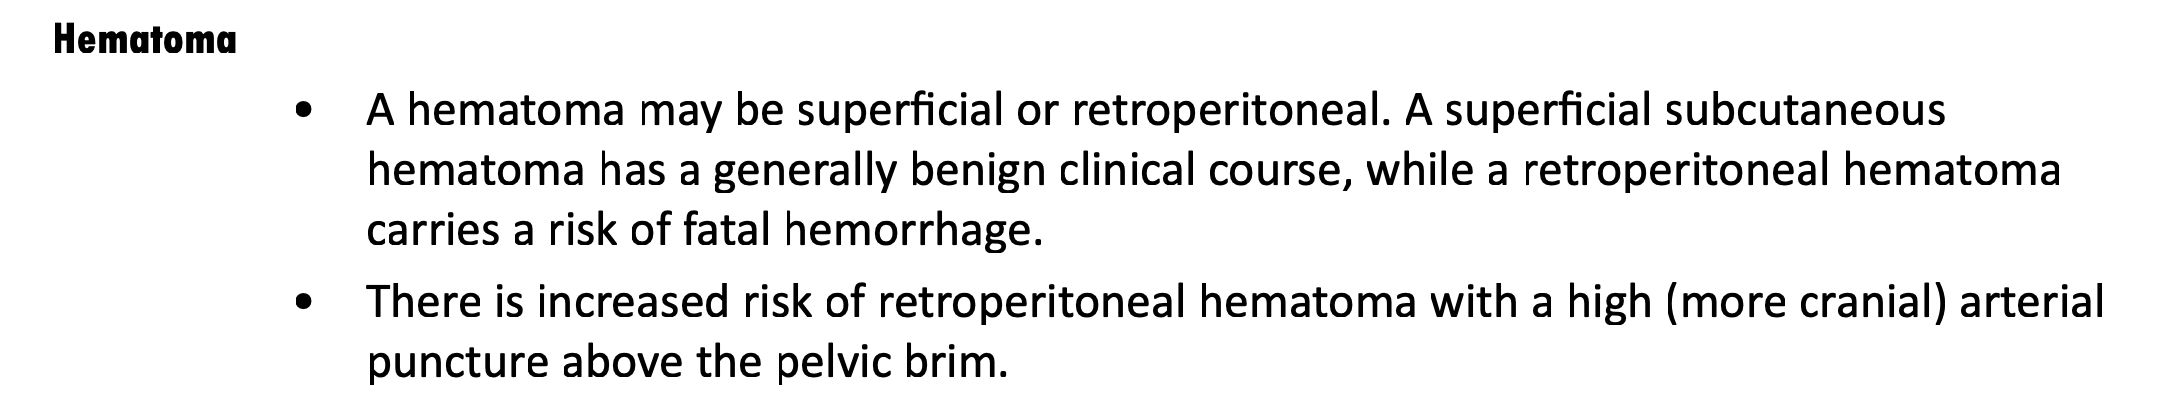 Hematoma
• A hematoma may be superficial or retroperitoneal. A superficial subcutaneous
hematoma has a generally benign clinical course, while a retroperitoneal hematoma
carries a risk of fatal hemorrhage.
• There is increased risk of retroperitoneal hematoma with a high (more cranial) arterial
puncture above the pelvic brim.